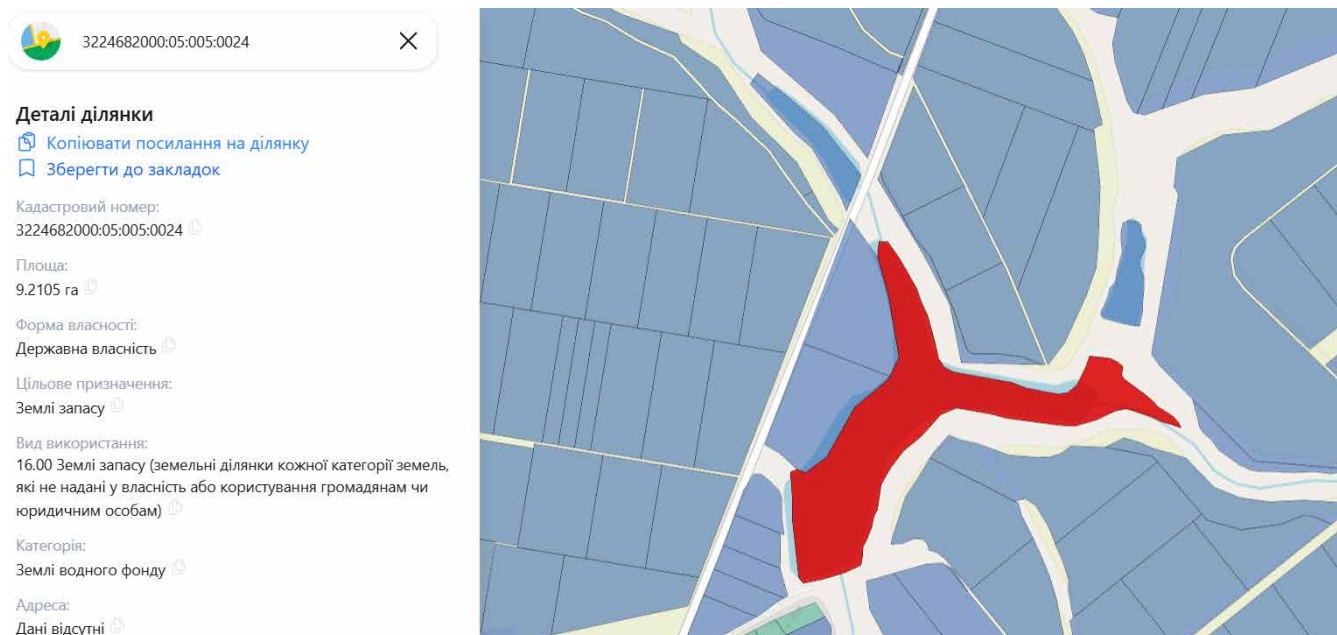 3224682000:05:005:0024
Деталі ділянки
Копіювати посилання на ділянку
Зберегти до закладок
Кадастровий номер:
3224682000:05:005:0024
Площа:
9.2105 га
Форма власності:
Державна власність
Цільове призначення:
Землі запасу
Вид використання:
16.00 Землі запасу (земельні ділянки кожної категорії земель,
які не надані у власність або користування громадянам чи
юридичним особам)
Категорія:
Землі водного фонду
Адреса:
Дані відсутні